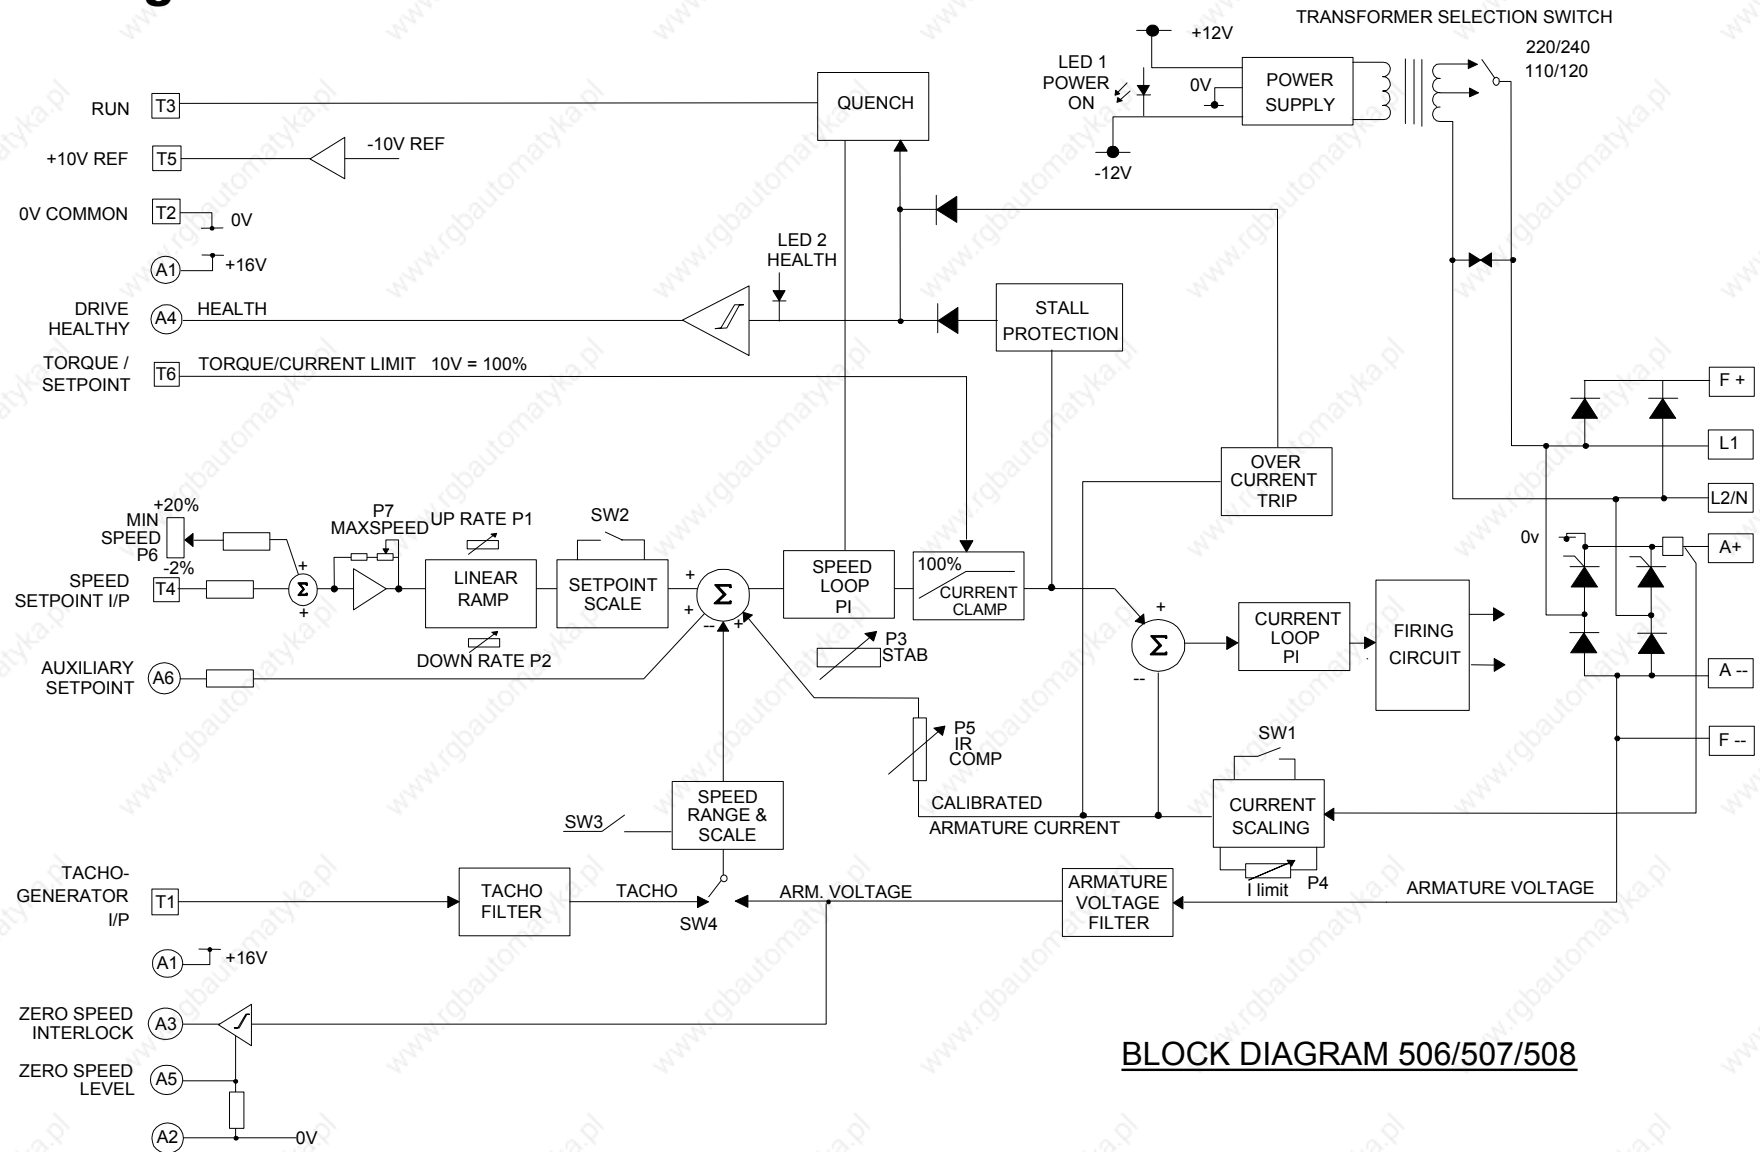 TRANSFORMER SELECTION SWITCH
220/240
110/120
+12V
LED 1
POWER
ON
0V
POWER
SUPPLY
-12V
RUN
T3
QUENCH
+10V REF
T5
-10V REF
0V COMMON
T2
0V
A1
+16V
LED 2
HEALTH
DRIVE
HEALTHY
A4
HEALTH
STALL
PROTECTION
TORQUE /
SETPOINT
T6
TORQUE/CURRENT LIMIT 10V = 100%
F +
L1
L2/N
OVER
CURRENT
TRIP
+20%
MIN
SPEED
P6
-2%
P7
MAXSPEED
UP RATE P1
SW2
SPEED
SETPOINT I/P
T4
+
Σ
+
LINEAR
RAMP
DOWN RATE P2
SETPOINT
SCALE
+
+
Σ
--
+
SPEED
LOOP
PI
100%
CURRENT
CLAMP
P3
STAB
+
Σ
--
CURRENT
LOOP
PI
FIRING
CIRCUIT
0v
A+
A --
F --
AUXILIARY
SETPOINT
A6
P5
IR
COMP
SW1
SPEED
RANGE &
SCALE
SW3
CALIBRATED
ARMATURE CURRENT
CURRENT
SCALING
I limit
P4
TACHO-
GENERATOR
I/P
T1
TACHO
FILTER
TACHO
SW4
ARM. VOLTAGE
ARMATURE
VOLTAGE
FILTER
ARMATURE VOLTAGE
A1
+16V
ZERO SPEED
INTERLOCK
A3
ZERO SPEED
LEVEL
A5
A2
0V
BLOCK DIAGRAM 506/507/508
www.rgbautomatyka.pl